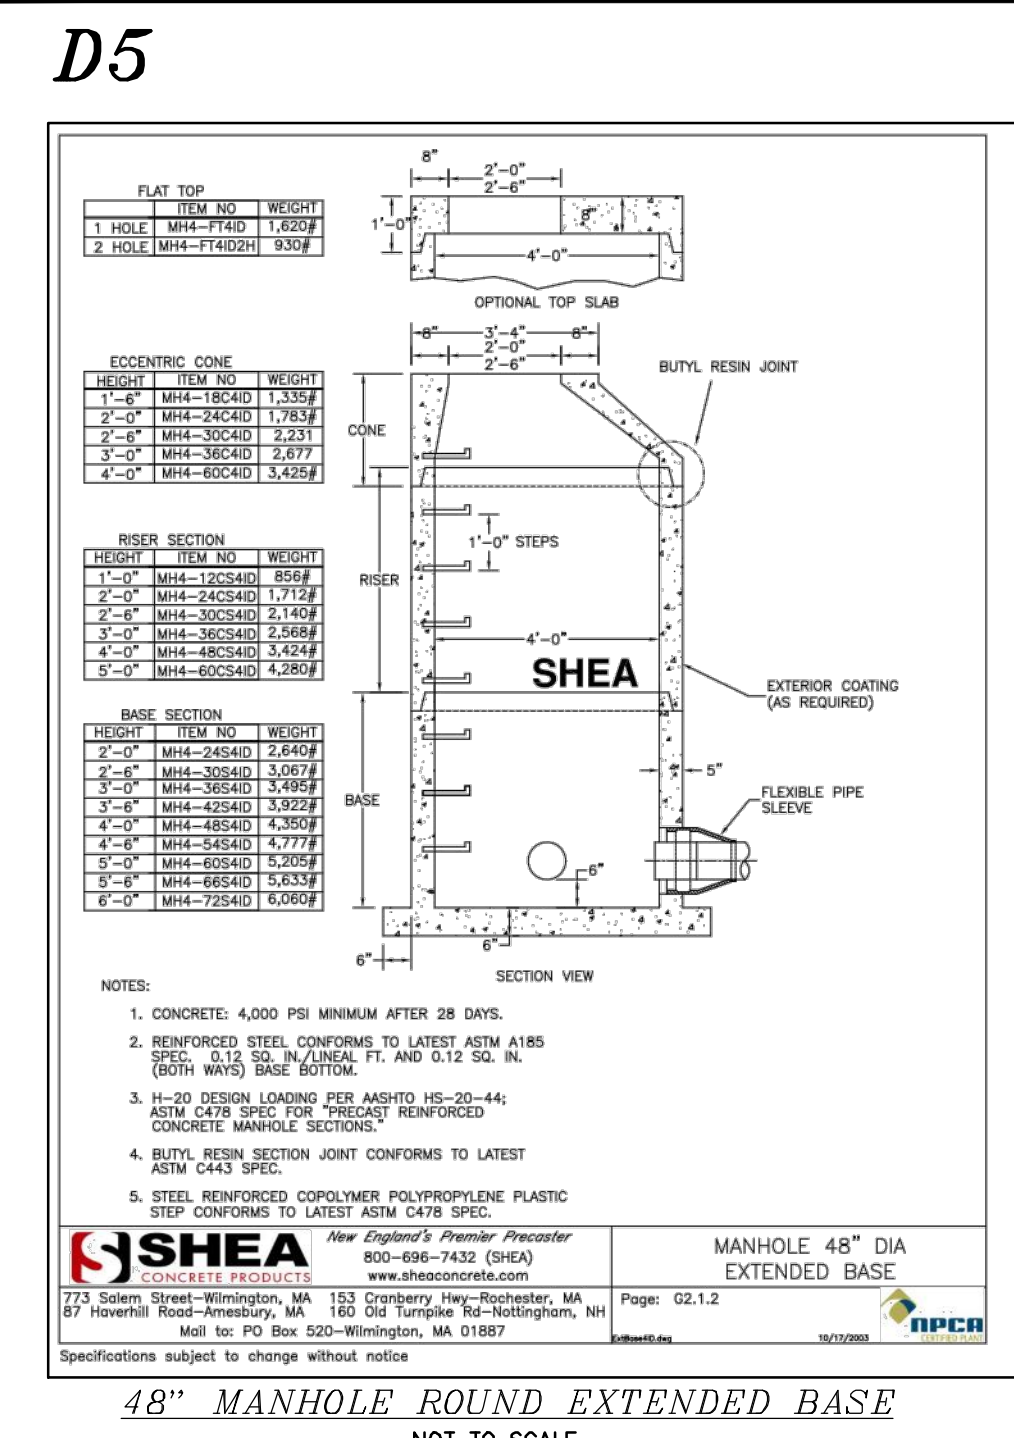 D5
FLAT TOP
ITEM NO WEIGHT
1 HOLE MH4-FT4ID 1,620#
2 HOLE MH4-FT4ID2H 930#
8"
2'-0"
2'-6"
1'-0"
8"
4'-0"
OPTIONAL TOP SLAB
ECCENTRIC CONE
HEIGHT ITEM NO WEIGHT
1'-6" MH4-18C4ID 1,335#
2'-0" MH4-24C4ID 1,783#
2'-6" MH4-30C4ID 2,231
3'-0" MH4-36C4ID 2,677
4'-0" MH4-60C4ID 3,425#
8" 3'-4" 8"
2'-0"
2'-6"
BUTYL RESIN JOINT
CONE
1'-0" STEPS
RISER
4'-0"
SHEA
EXTERIOR COATING
(AS REQUIRED)
RISER SECTION
HEIGHT ITEM NO WEIGHT
1'-0" MH4-12CS4ID 856#
2'-0" MH4-24CS4ID 1,712#
2'-6" MH4-30CS4ID 2,140#
3'-0" MH4-36CS4ID 2,568#
4'-0" MH4-48CS4ID 3,424#
5'-0" MH4-60CS4ID 4,280#
BASE SECTION
HEIGHT ITEM NO WEIGHT
2'-0" MH4-24S4ID 2,640#
2'-6" MH4-30S4ID 3,067#
3'-0" MH4-36S4ID 3,495#
3'-6" MH4-42S4ID 3,922#
4'-0" MH4-48S4ID 4,350#
4'-6" MH4-54S4ID 4,777#
5'-0" MH4-60S4ID 5,205#
5'-6" MH4-66S4ID 5,633#
6'-0" MH4-72S4ID 6,060#
5"
BASE
FLEXIBLE PIPE
SLEEVE
6"
6"
6"
SECTION VIEW
NOTES:
1. CONCRETE: 4,000 PSI MINIMUM AFTER 28 DAYS.
2. REINFORCED STEEL CONFORMS TO LATEST ASTM A185
SPEC. 0.12 SQ. IN./LINEAL FT. AND 0.12 SQ. IN.
(BOTH WAYS) BASE BOTTOM.
3. H-20 DESIGN LOADING PER AASHTO HS-20-44;
ASTM C478 SPEC FOR "PRECAST REINFORCED
CONCRETE MANHOLE SECTIONS."
4. BUTYL RESIN SECTION JOINT CONFORMS TO LATEST
ASTM C443 SPEC.
5. STEEL REINFORCED COPOLYMER POLYPROPYLENE PLASTIC
STEP CONFORMS TO LATEST ASTM C478 SPEC.
SHEA
CONCRETE PRODUCTS
New England's Premier Precaster
800-696-7432 (SHEA)
www.sheaconcrete.com
MANHOLE 48" DIA
EXTENDED BASE
773 Salem Street-Wilmington, MA 153 Cranberry Hwy-Rochester, MA
87 Haverhill Road-Amesbury, MA 160 Old Turnpike Rd-Nottingham, NH
Mail to: PO Box 520-Wilmington, MA 01887
Page: G2.1.2
ExtBase4ID.dwg 10/17/2003
NPCA
CERTIFIED PLANT
Specifications subject to change without notice
48" MANHOLE ROUND EXTENDED BASE
NOT TO SCALE